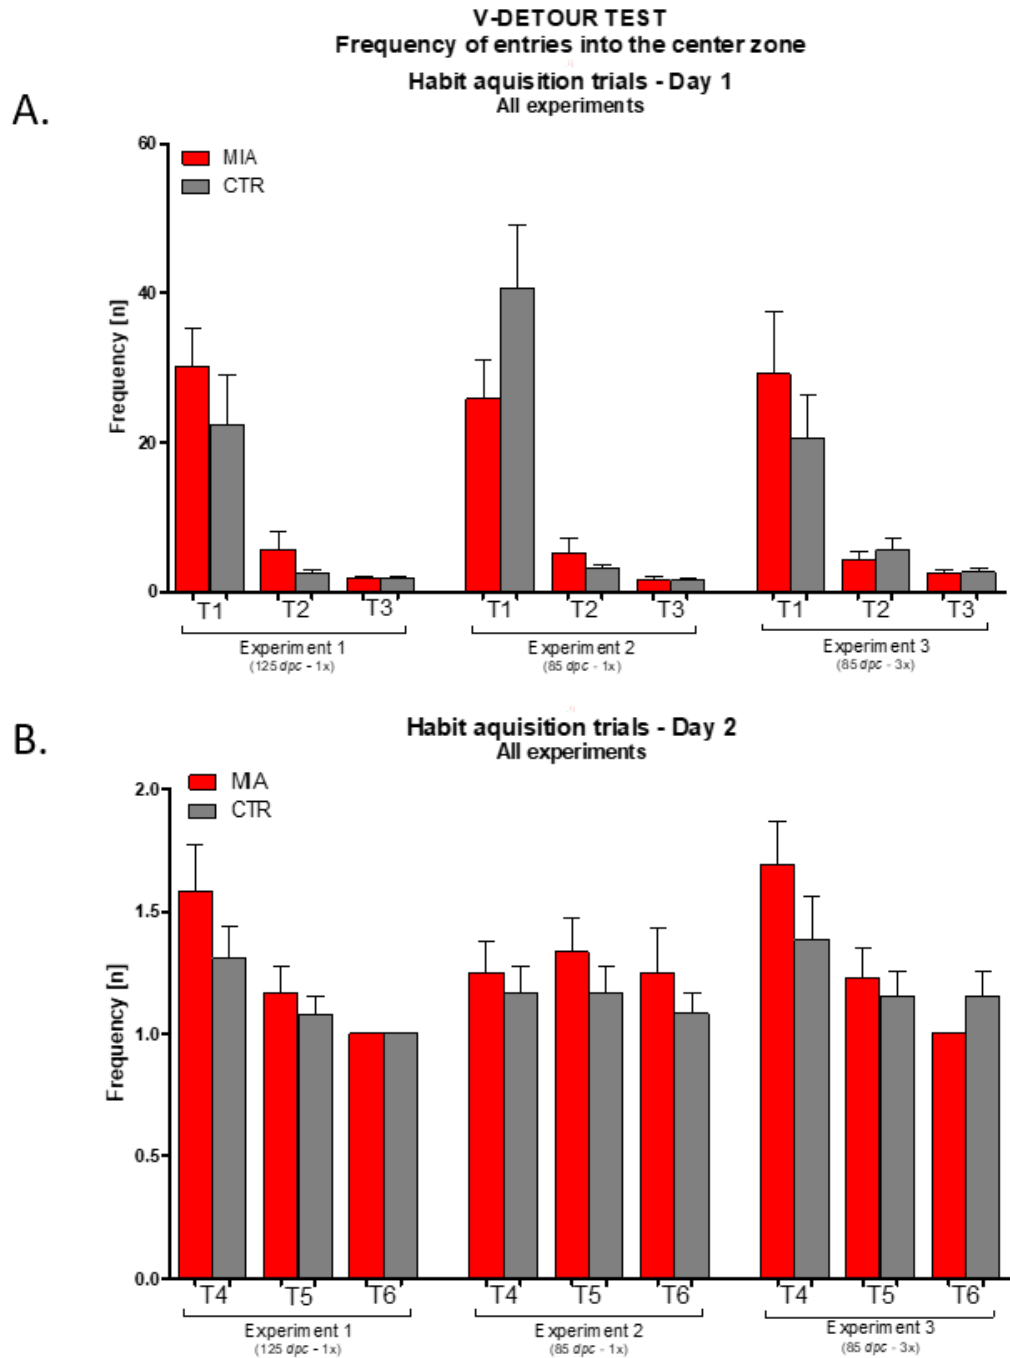 V-DETOUR TEST
Frequency of entries into the center zone
Habit aquisition trials - Day 1
All experiments
A.
60
MIA
CTR
40
Frequency [n]
20
0
T1 T2 T3 T1 T2 T3 T1 T2 T3
Experiment 1 Experiment 2 Experiment 3
(125 dpc - 1x) (85 dpc - 1x) (85 dpc - 3x)
Habit aquisition trials - Day 2
All experiments
B.
2.0
MIA
CTR
1.5
Frequency [n]
1.0
0.5
0.0
T4 T5 T6 T4 T5 T6 T4 T5 T6
Experiment 1 Experiment 2 Experiment 3
(125 dpc - 1x) (85 dpc - 1x) (85 dpc - 3x)